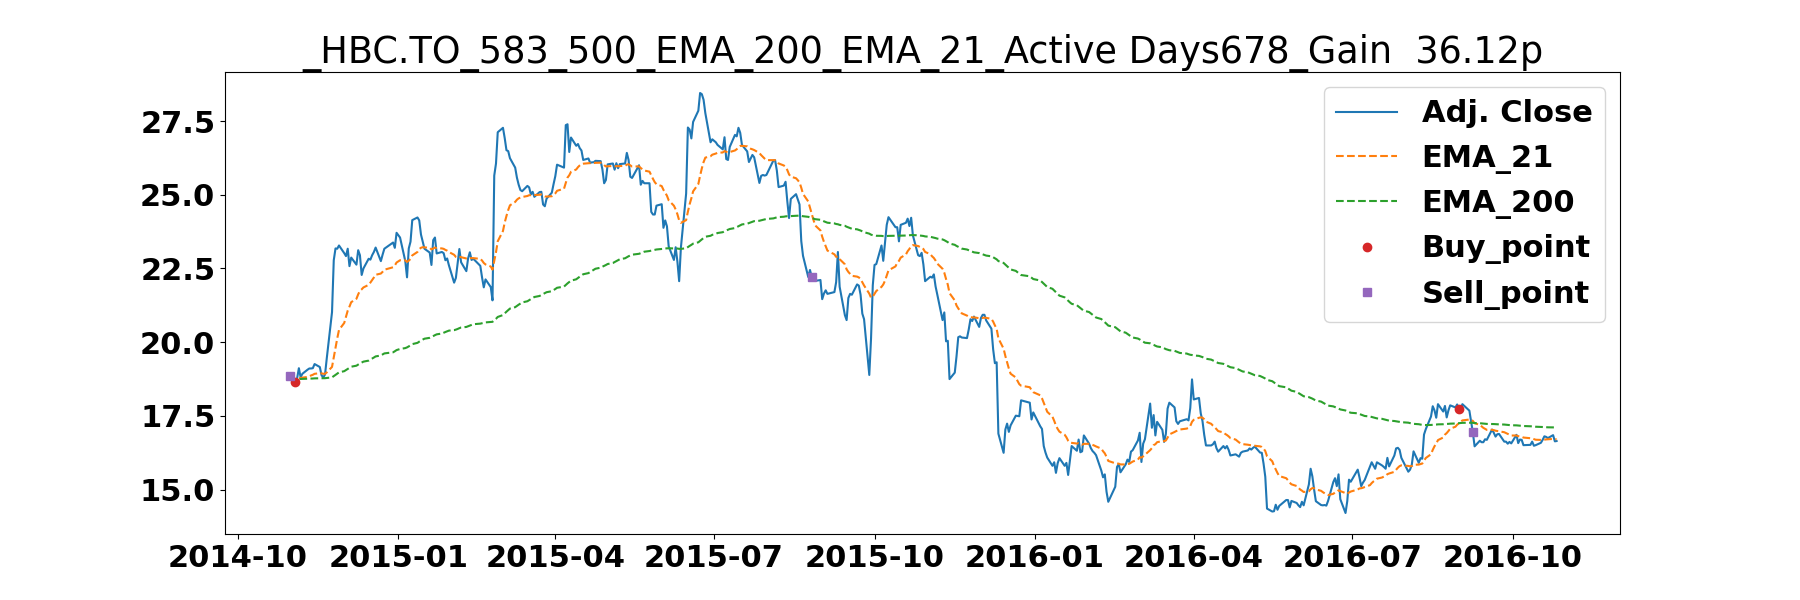 _HBC.TO_583_500_EMA_200_EMA_21_Active Days678_Gain  36.12p
27.5
25.0
22.5
20.0
17.5
15.0
Adj. Close
EMA_21
EMA_200
Buy_point
Sell_point
2014-10 2015-01 2015-04 2015-07 2015-10 2016-01 2016-04 2016-07 2016-10